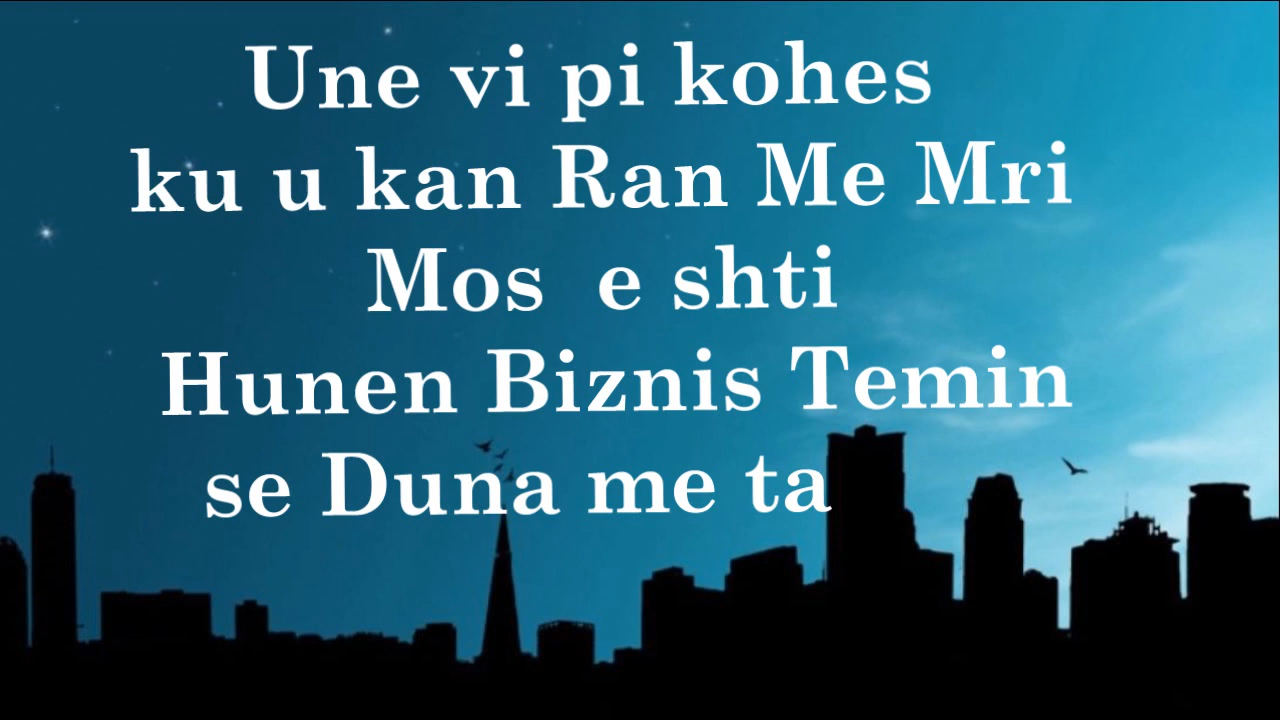 Une vi pi kohes
ku u kan Ran Me Mri
Mos e shti
Hunen Biznis Temin
se Duna me ta